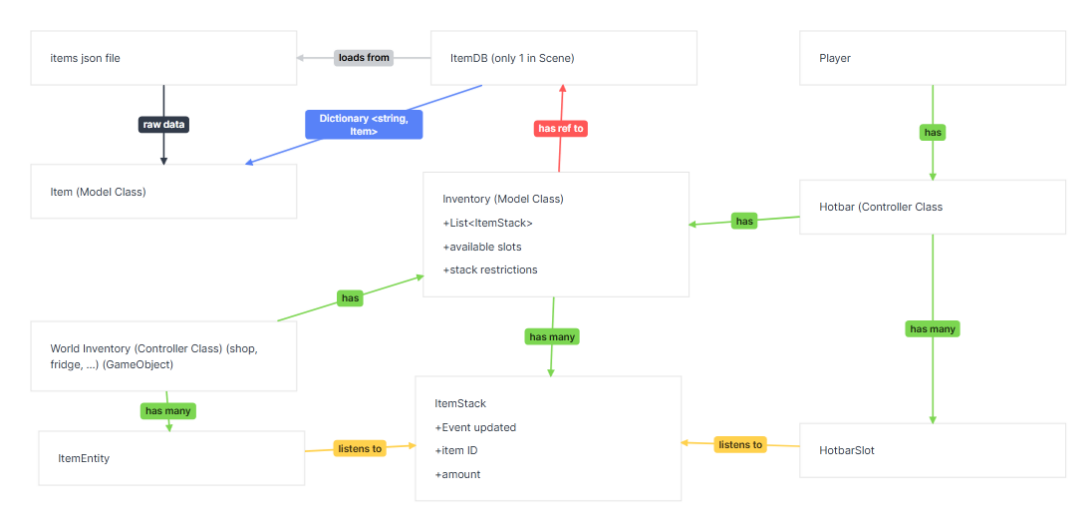 items json file
loads from
ItemDB (only 1 in Scene)
Player
raw data
Dictionary <string,
Item>
has ref to
has
Item (Model Class)
Inventory (Model Class)
+List<ItemStack>
+available slots
+stack restrictions
has
Hotbar (Controller Class
has
World Inventory (Controller Class) (shop,
fridge, ...) (GameObject)
has many
has many
has many
ItemStack
+Event updated
+item ID
+amount
ItemEntity
listens to
listens to
HotbarSlot